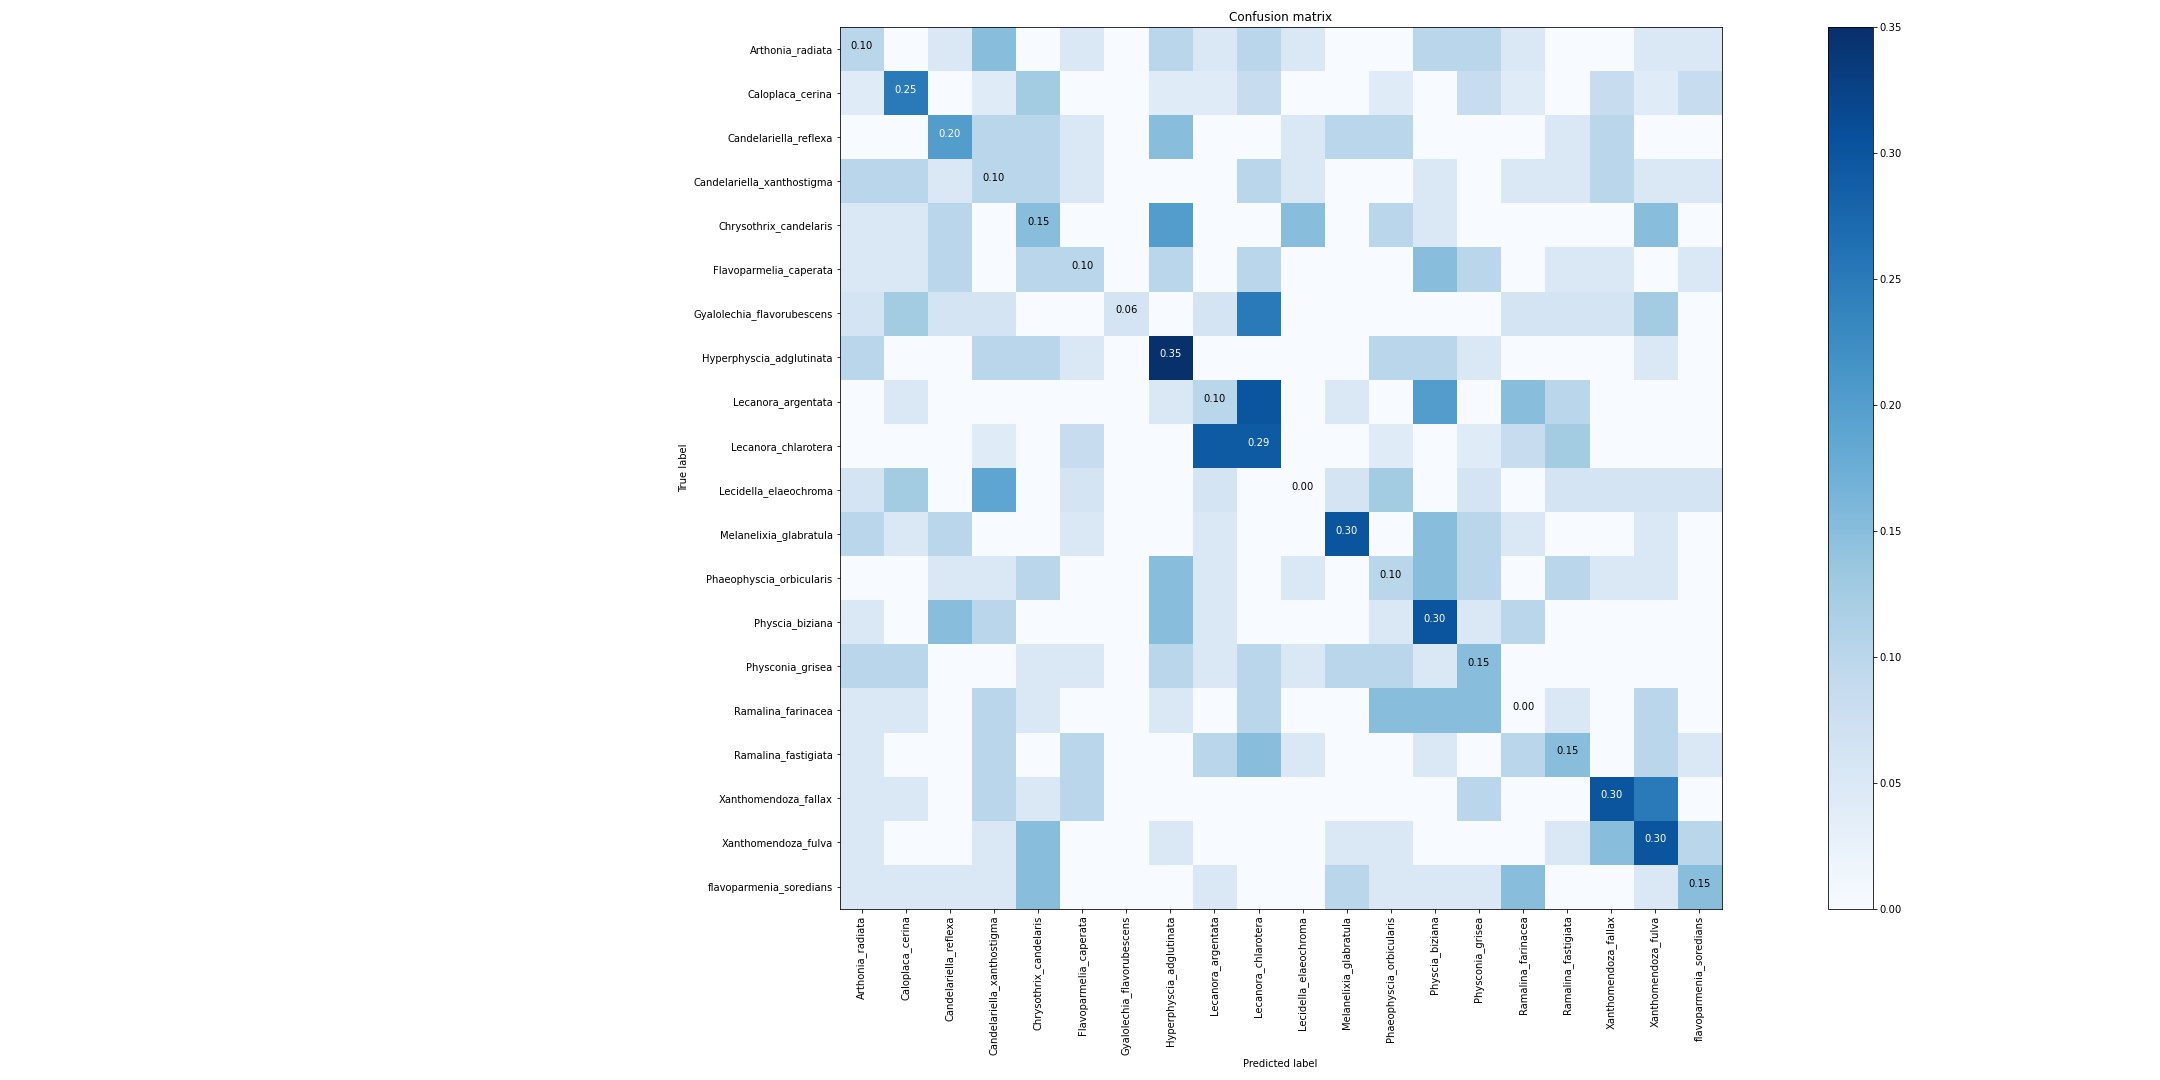 Confusion matrix
True label
Arthonia_radiata
Caloplaca_cerina
Candelariella_reflexa
Candelariella_xanthostigma
Chrysothrix_candelaris
Flavoparmelia_caperata
Gyalolechia_flavorubescens
Hyperphyscia_adglutinata
Lecanora_argentata
Lecanora_chlarotera
Lecidella_elaeochroma
Melanelixia_glabratula
Phaeophyscia_orbicularis
Physcia_biziana
Physconia_grisea
Ramalina_farinacea
Ramalina_fastigiata
Xanthomendoza_fallax
Xanthomendoza_fulva
flavoparmenia_soredians
0.10
0.25
0.20
0.10
0.15
0.10
0.06
0.35
0.10
0.29
0.00
0.30
0.10
0.30
0.15
0.00
0.15
0.30
0.30
0.15
Arthonia_radiata
Caloplaca_cerina
Candelariella_reflexa
Candelariella_xanthostigma
Chrysothrix_candelaris
Flavoparmelia_caperata
Gyalolechia_flavorubescens
Hyperphyscia_adglutinata
Lecanora_argentata
Lecanora_chlarotera
Lecidella_elaeochroma
Melanelixia_glabratula
Phaeophyscia_orbicularis
Physcia_biziana
Physconia_grisea
Ramalina_farinacea
Ramalina_fastigiata
Xanthomendoza_fallax
Xanthomendoza_fulva
flavoparmenia_soredians
Predicted label
0.35
0.30
0.25
0.20
0.15
0.10
0.05
0.00